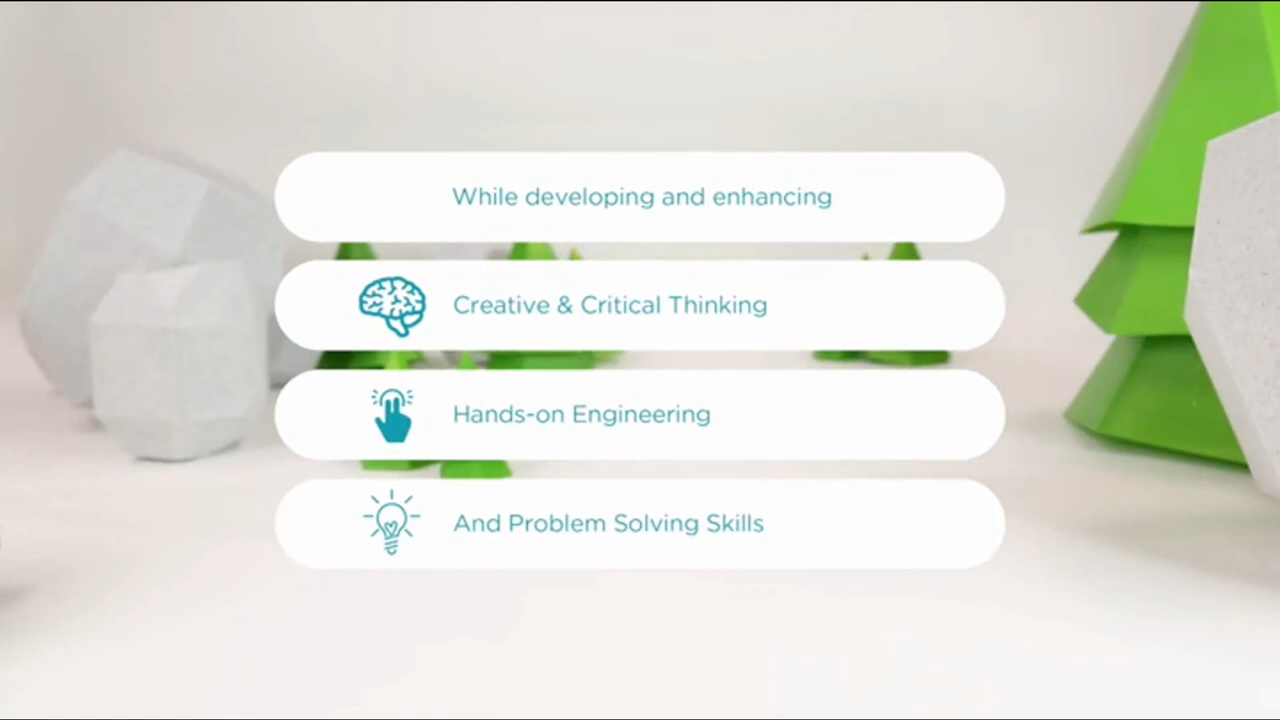 While developing and enhancing
Creative & Critical Thinking
Hands-on Engineering
And Problem Solving Skills